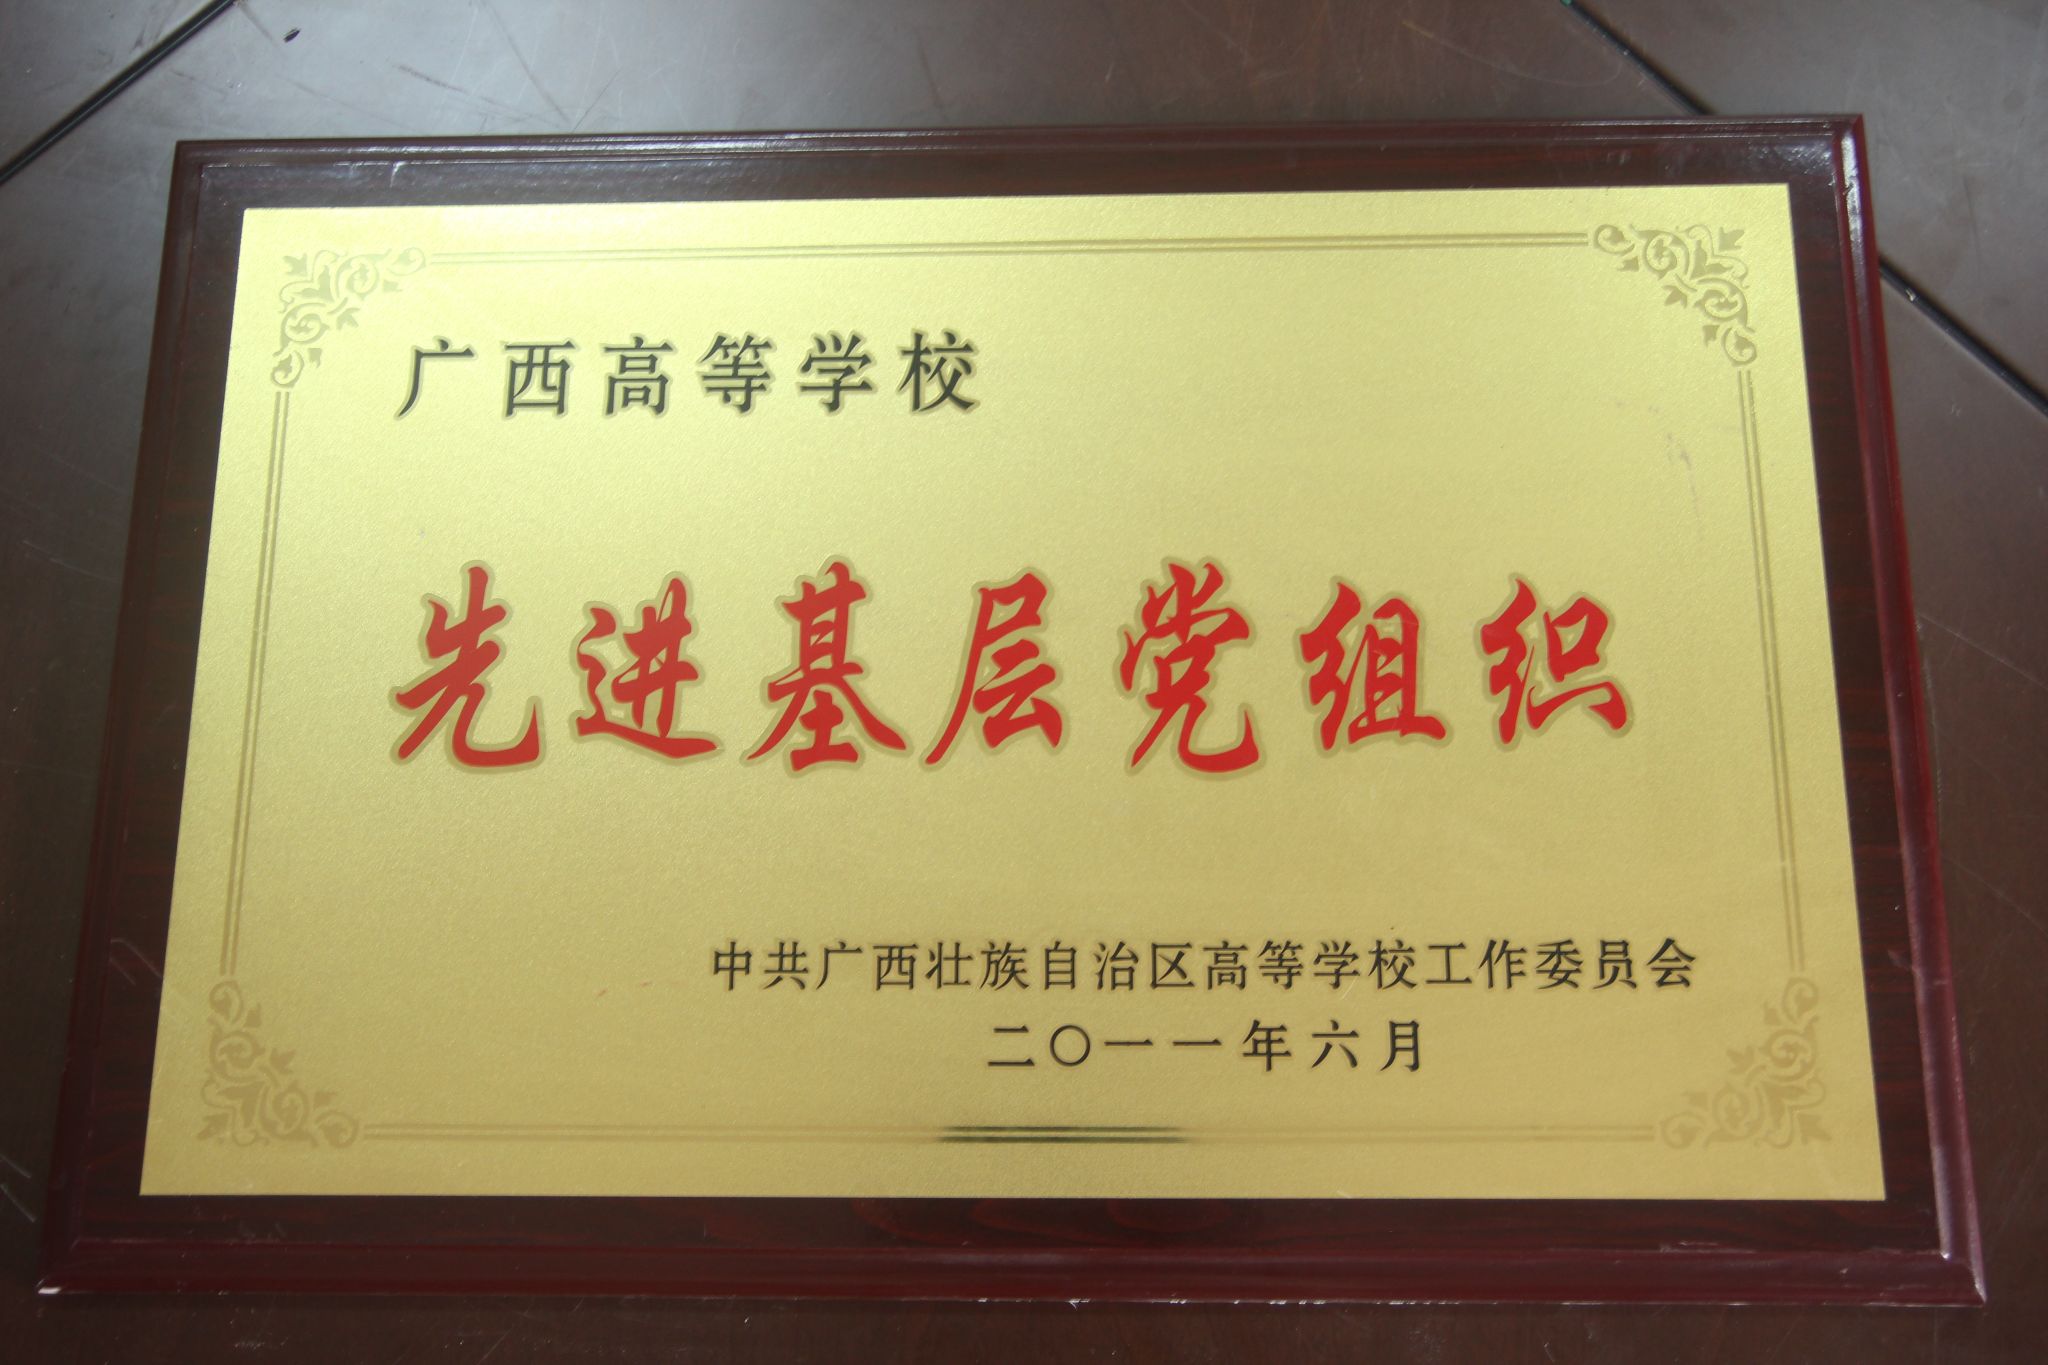 广西高等学校
先进基层党组织
中共广西壮族自治区高等学校工作委员会
二〇一一年六月